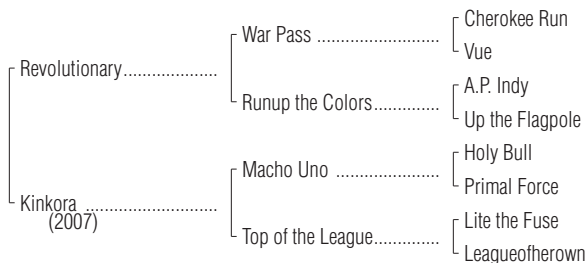 Cherokee Run
War Pass ..........................
Vue
Revolutionary....................
A.P. Indy
Runup the Colors..............
Up the Flagpole
Holy Bull
Macho Uno ......................
Primal Force
Kinkora ............................
(2007)
Lite the Fuse
Top of the League..............
Leagueofherown